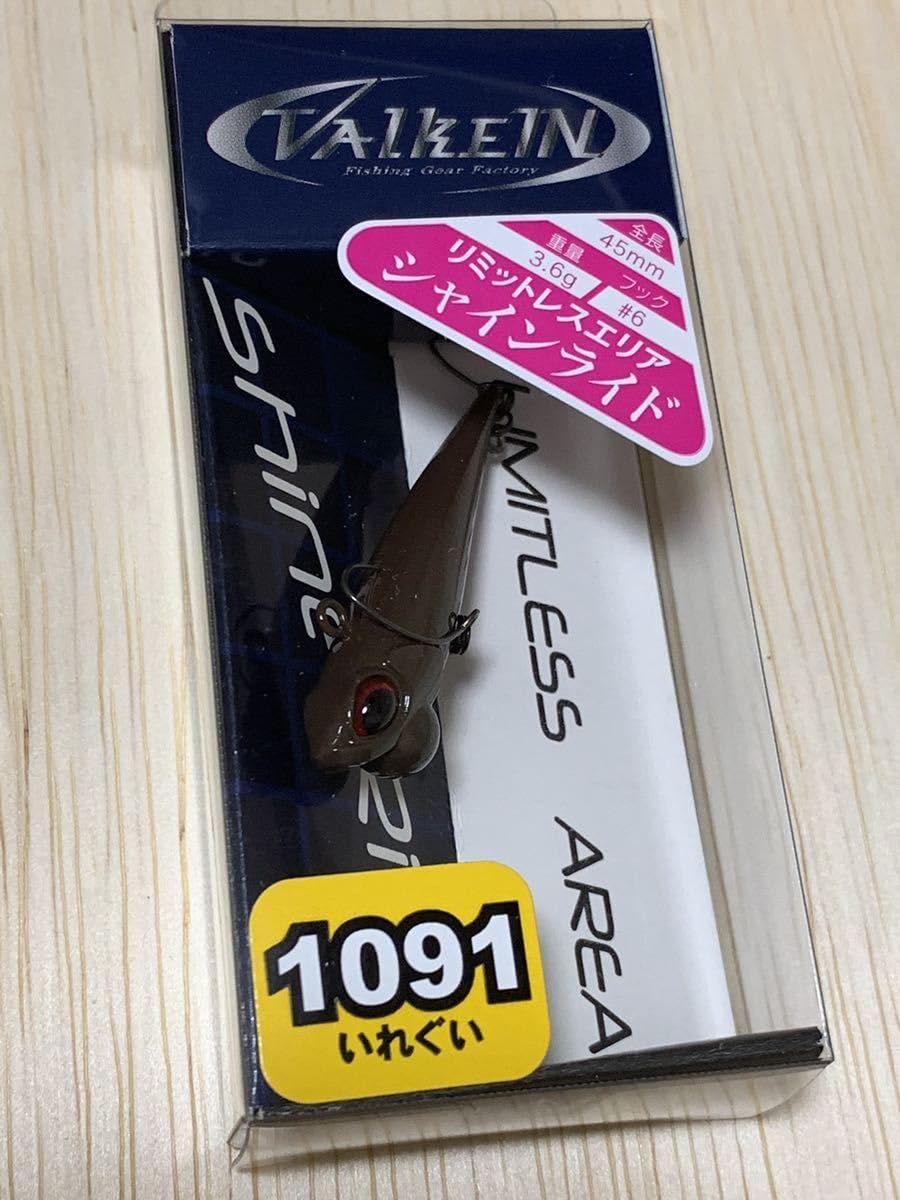 ValkeIN
Fishing Gear Factory
全長
45mm
重量
3.6g
フック
#6
リミットレスエリア
シャインライド
Shine
LIMITLESS AREA
1091
いれぐい